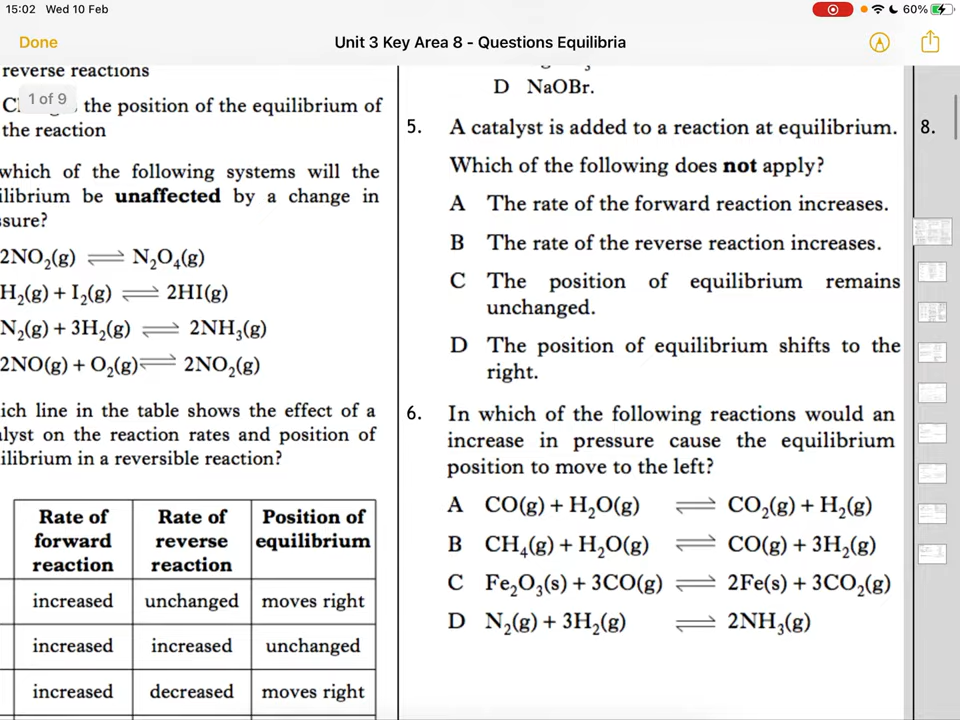 15:02 Wed 10 Feb
60%
Done
Unit 3 Key Area 8 - Questions Equilibria
reverse reactions
1 of 9
the position of the equilibrium of
the reaction
which of the following systems will the
ilibrium be unaffected by a change in
ssure?
2NO₂(g) ⇌ N₂O₄(g)
H₂(g) + I₂(g) ⇌ 2HI(g)
N₂(g) + 3H₂(g) ⇌ 2NH₃(g)
2NO(g) + O₂(g) ⇌ 2NO₂(g)
ich line in the table shows the effect of a
alyst on the reaction rates and position of
ilibrium in a reversible reaction?
Rate of forward reaction
Rate of reverse reaction
Position of equilibrium
increased unchanged moves right
increased increased unchanged
increased decreased moves right
D NaOBr.
5. A catalyst is added to a reaction at equilibrium.
Which of the following does not apply?
A The rate of the forward reaction increases.
B The rate of the reverse reaction increases.
C The position of equilibrium remains
unchanged.
D The position of equilibrium shifts to the
right.
6. In which of the following reactions would an
increase in pressure cause the equilibrium
position to move to the left?
A CO(g) + H₂O(g) ⇌ CO₂(g) + H₂(g)
B CH₄(g) + H₂O(g) ⇌ CO(g) + 3H₂(g)
C Fe₂O₃(s) + 3CO(g) ⇌ 2Fe(s) + 3CO₂(g)
D N₂(g) + 3H₂(g) ⇌ 2NH₃(g)
8.